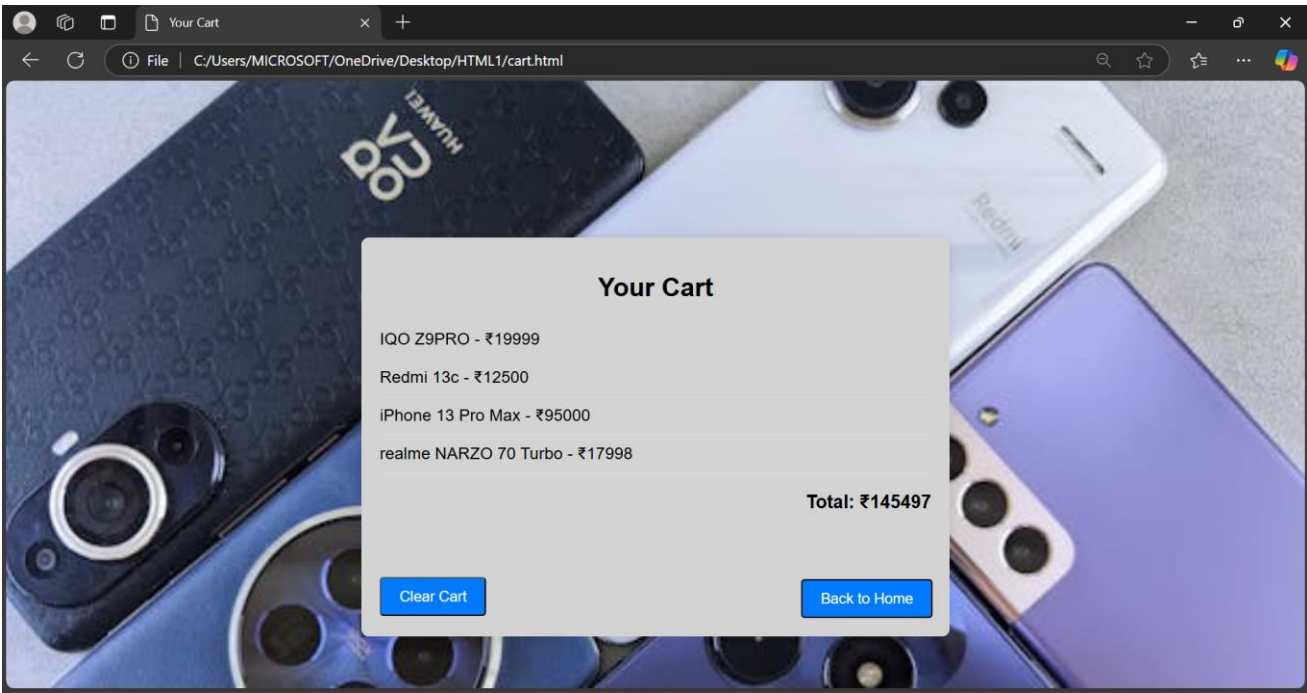 Your Cart
File | C:/Users/MICROSOFT/OneDrive/Desktop/HTML1/cart.html
HUAWEI
Redmi
Your Cart
IQO Z9PRO - ₹19999
Redmi 13c - ₹12500
iPhone 13 Pro Max - ₹95000
realme NARZO 70 Turbo - ₹17998
Total: ₹145497
Clear Cart
Back to Home